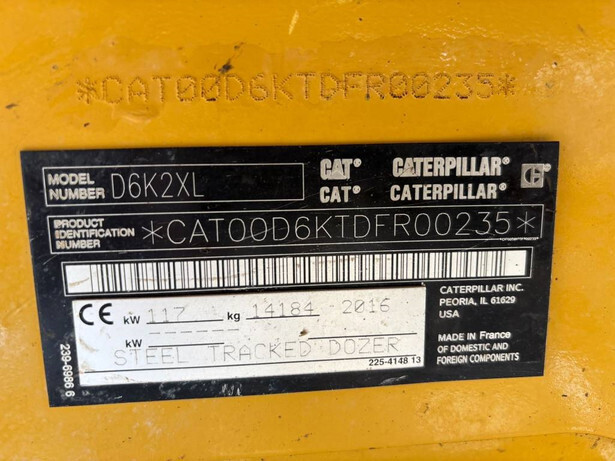 *CAT00D6KTDFR00235*
MODEL NUMBER D6K2XL
CAT® CATERPILLAR®
CAT® CATERPILLAR®
PRODUCT IDENTIFICATION NUMBER *CAT00D6KTDFR00235*
CE kW 117 kg 14184 2016
kW -------
STEEL TRACKED DOZER
225-4148 13
239-6986 6
CATERPILLAR INC.
PEORIA, IL 61629
USA
MADE IN France
OF DOMESTIC AND
FOREIGN COMPONENTS